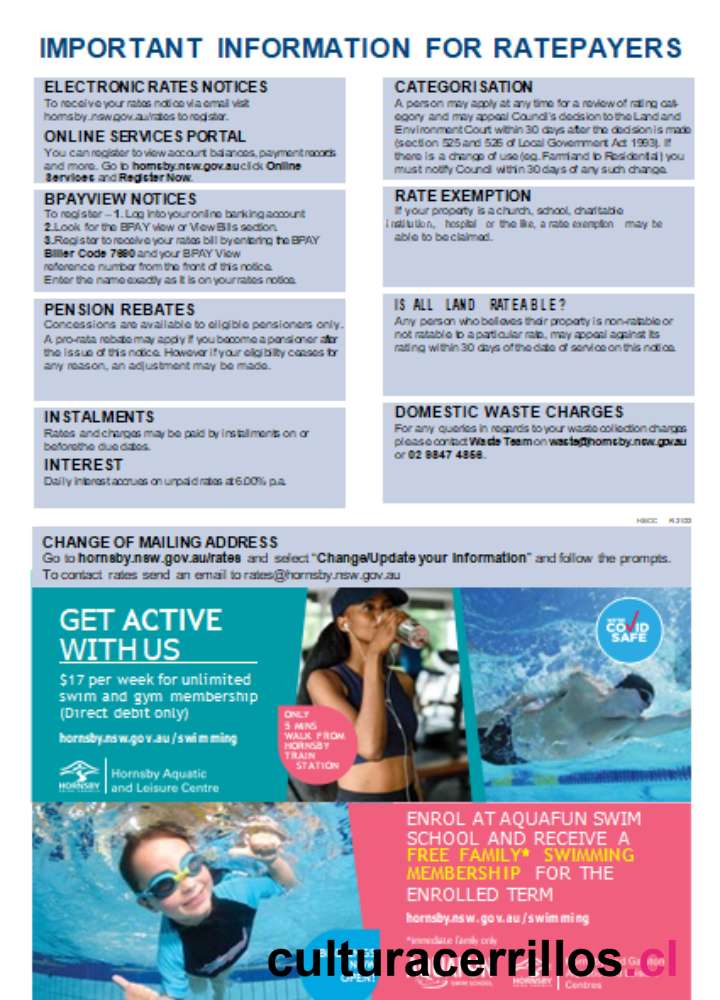 IMPORTANT INFORMATION FOR RATEPAYERS
ELECTRONIC RATES NOTICES
To receive your rates notice via email visit
hornsby.nsw.gov.au/rates to register.
ONLINE SERVICES PORTAL
You can register to view account balances, payment records
and more. Go to hornsby.nsw.gov.au click Online
Services and Register Now.
BPAY VIEW NOTICES
To register – 1. Log into your online banking account
2.Look for the BPAY view or View Bills section.
3.Register to receive your rates bill by entering the BPAY
Biller Code 7690 and your BPAY View
reference number from the front of this notice.
Enter the name exactly as it is on your rates notice.
PENSION REBATES
Concessions are available to eligible pensioners only.
A pro-rata rebate may apply if you become a pensioner after
the issue of this notice. However if your eligibility ceases for
any reason, an adjustment may be made.
INSTALMENTS
Rates and charges may be paid by instalments on or
before the due dates.
INTEREST
Daily interest accrues on unpaid rates at 6.00% p.a.
CATEGORISATION
A person may apply at any time for a review of rating cat-
egory and may appeal Council's decision to the Land and
Environment Court within 30 days after the decision is made
(section 525 and 526 of Local Government Act 1993). If
there is a change of use (eg. Farmland to Residential) you
must notify Council within 30 days of any such change.
RATE EXEMPTION
If your property is a church, school, charitable
institution, hospital or the like, a rate exemption may be
able to be claimed.
IS ALL LAND RATEABLE?
Any person who believes their property is non-ratable or
not ratable to a particular rate, may appeal against its
rating within 30 days of the date of service on this notice.
DOMESTIC WASTE CHARGES
For any queries in regards to your waste collection charges
please contact Waste Team on waste@hornsby.nsw.gov.au
or 02 9847 4856.
CHANGE OF MAILING ADDRESS
Go to hornsby.nsw.gov.au/rates and select "Change/Update your Information" and follow the prompts.
To contact rates send an email to rates@hornsby.nsw.gov.au
GET ACTIVE
WITH US
$17 per week for unlimited
swim and gym membership
(Direct debit only)
hornsby.nsw.gov.au/swimming
HORNSBY
Hornsby Aquatic
and Leisure Centre
ONLY
5 MINS
WALK FROM
HORNSBY
TRAIN
STATION
COVID
SAFE
ENROL AT AQUAFUN SWIM
SCHOOL AND RECEIVE A
FREE FAMILY* SWIMMING
MEMBERSHIP FOR THE
ENROLLED TERM
hornsby.nsw.gov.au/swimming
*immediate family only
NOW
OPEN!
SWIM SCHOOL
HORNSBY
Centres
culturacerrillos.cl